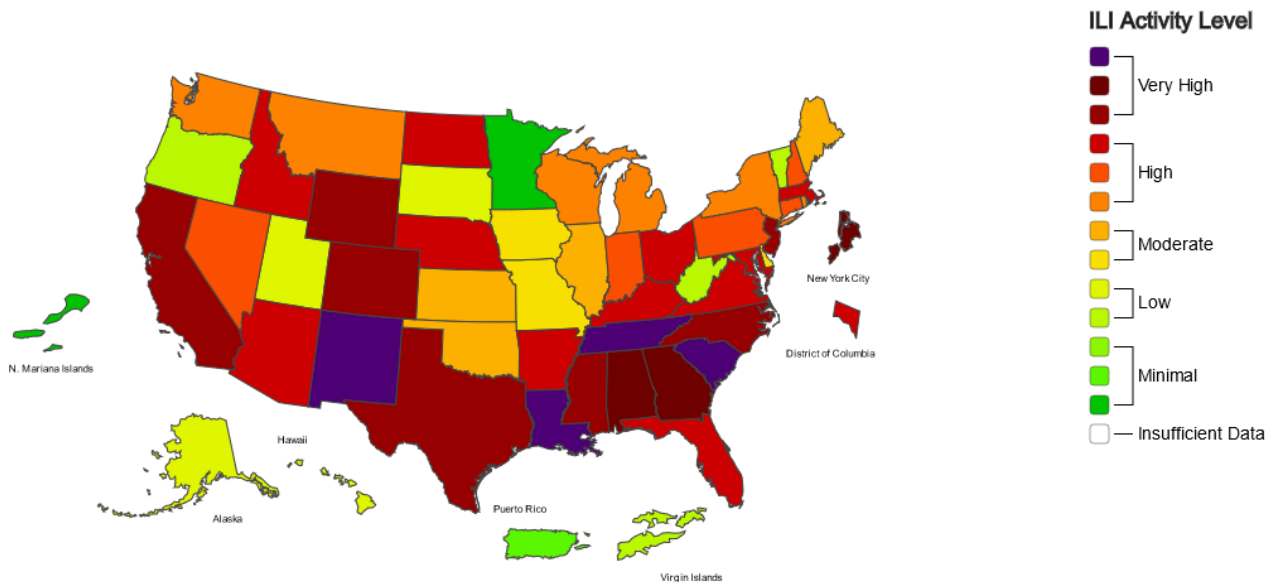 ILI Activity Level
Very High
High
Moderate
Low
Minimal
Insufficient Data
New York City
District of Columbia
N. Mariana Islands
Hawaii
Alaska
Puerto Rico
Virgin Islands